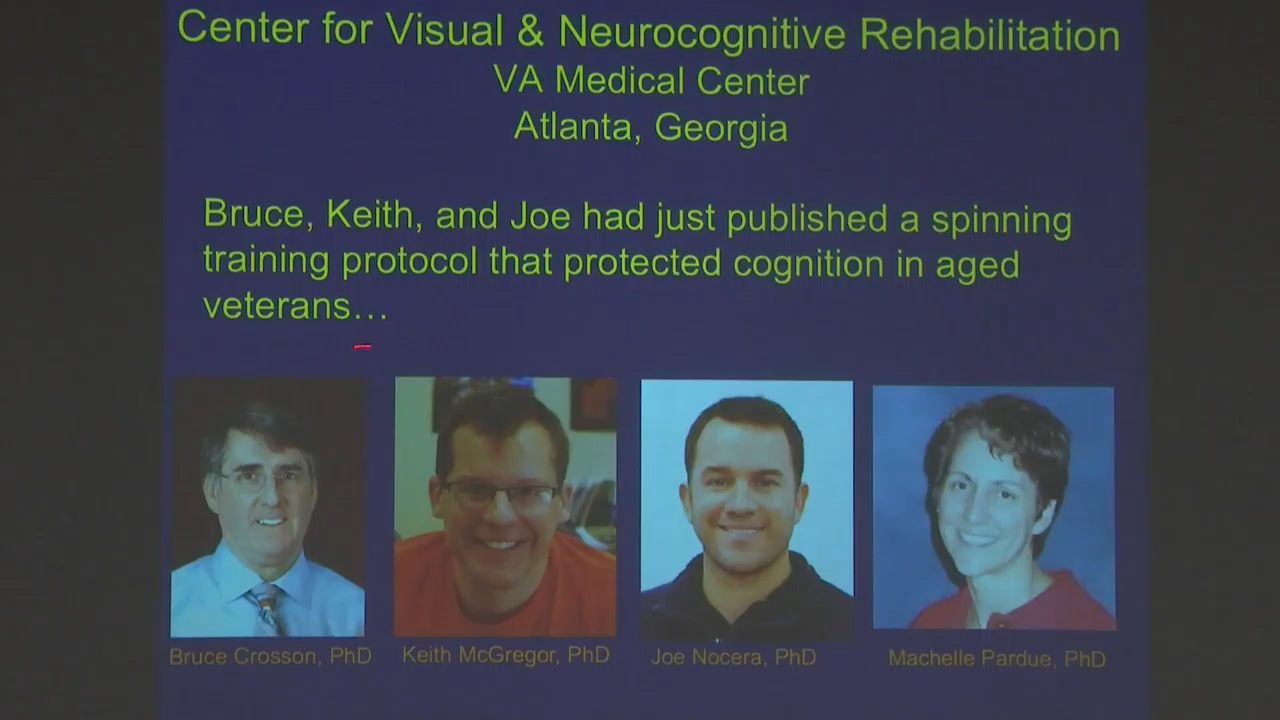 Center for Visual & Neurocognitive Rehabilitation
VA Medical Center
Atlanta, Georgia
Bruce, Keith, and Joe had just published a spinning
training protocol that protected cognition in aged
veterans…
Bruce Crosson, PhD
Keith McGregor, PhD
Joe Nocera, PhD
Machelle Pardue, PhD